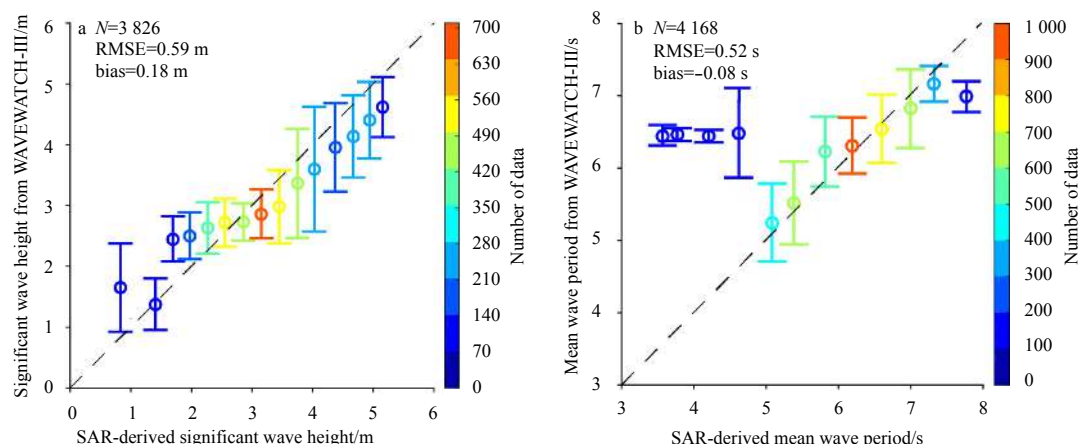 a
N=3 826
RMSE=0.59 m
bias=0.18 m
Significant wave height from WAVEWATCH-III/m
6
5
4
3
2
1
0
0 1 2 3 4 5 6
SAR-derived significant wave height/m
700
630
560
490
420
350
280
210
140
70
0
Number of data
b
N=4 168
RMSE=0.52 s
bias=−0.08 s
Mean wave period from WAVEWATCH-III/s
8
7
6
5
4
3
3 4 5 6 7 8
SAR-derived mean wave period/s
1 000
900
800
700
600
500
400
300
200
100
0
Number of data